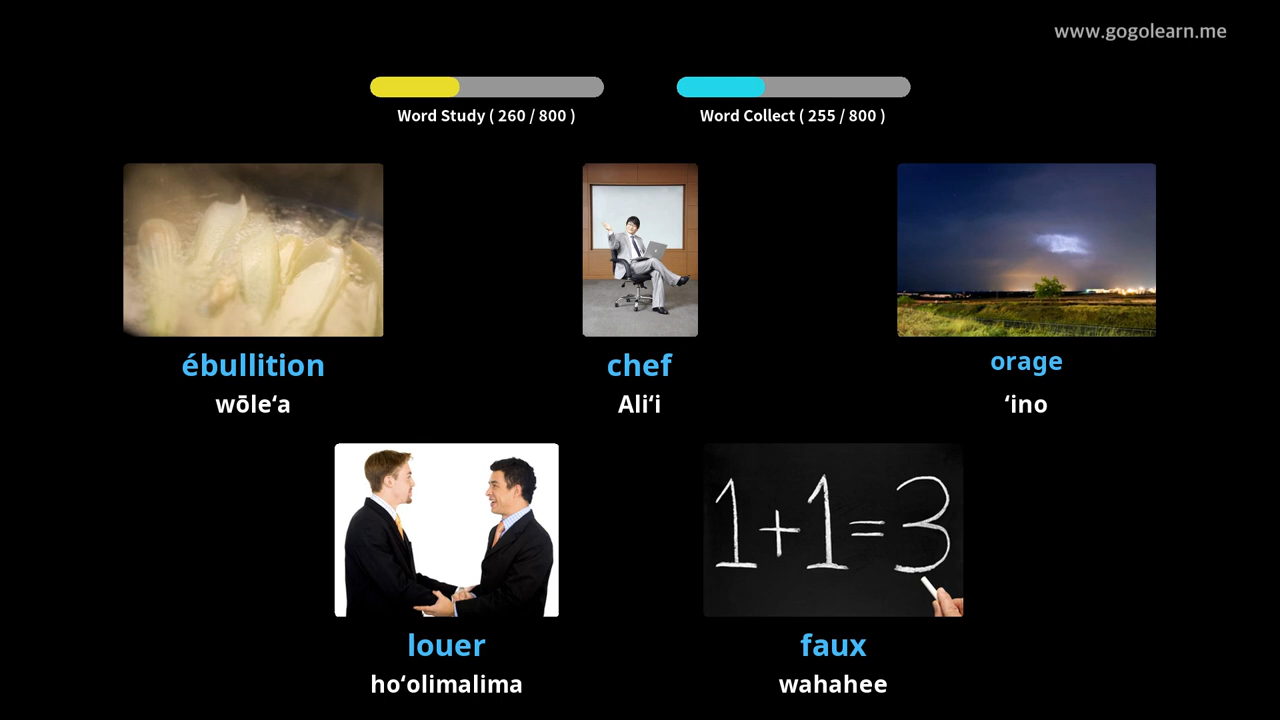 www.gogolearn.me
Word Study ( 260 / 800 )
Word Collect ( 255 / 800 )
ébullition
wōleʻa
chef
Aliʻi
orage
ʻino
1+1=3
louer
hoʻolimalima
faux
wahahee